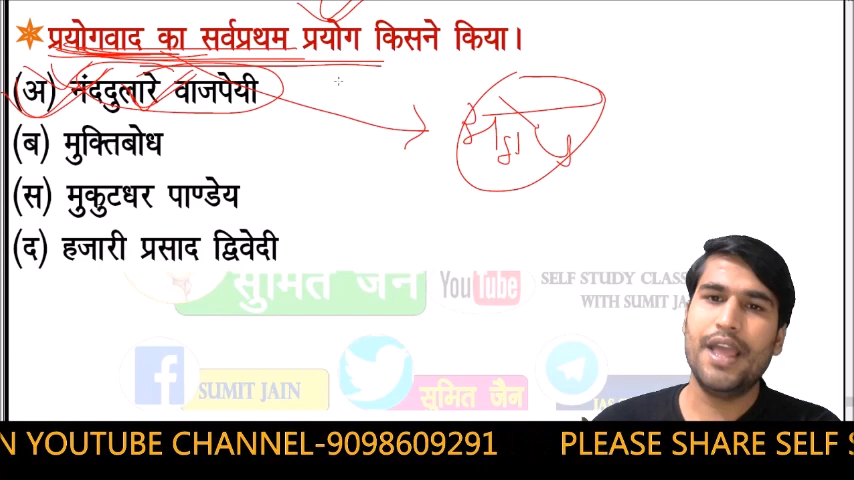 प्रयोगवाद का सर्वप्रथम प्रयोग किसने किया।
(अ) नंददुलारे वाजपेयी
(ब) मुक्तिबोध
(स) मुकुटधर पाण्डेय
(द) हजारी प्रसाद द्विवेदी
सुमित जैन YouTube SELF STUDY CLASS
WITH SUMIT JA
SUMIT JAIN सुमित जैन
N YOUTUBE CHANNEL-9098609291 PLEASE SHARE SELF S